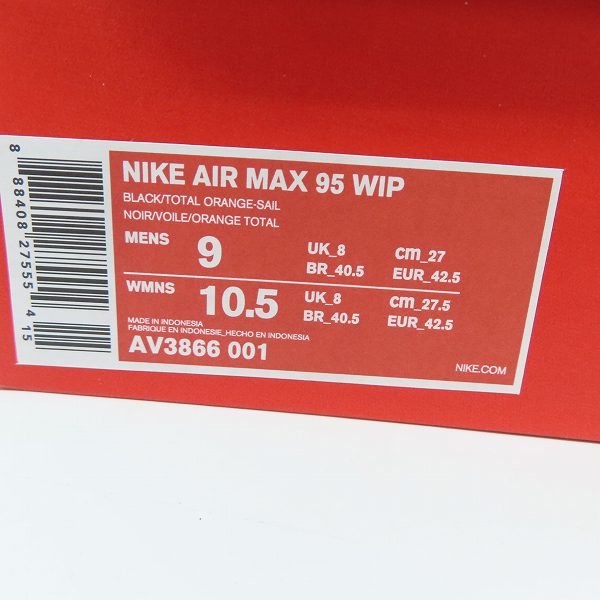 8 88408 27555 4 15
NIKE AIR MAX 95 WIP
BLACK/TOTAL ORANGE-SAIL
NOIR/VOILE/ORANGE TOTAL
MENS 9 UK_8 cm_27
BR_40.5 EUR_42.5
WMNS 10.5 UK_8 cm_27.5
BR_40.5 EUR_42.5
MADE IN INDONESIA
FABRIQUE EN INDONESIE_HECHO EN INDONESIA
AV3866 001
NIKE.COM